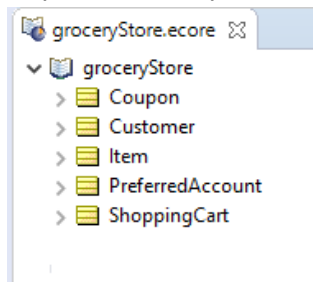 groceryStore.ecore
groceryStore
Coupon
Customer
Item
PreferredAccount
ShoppingCart